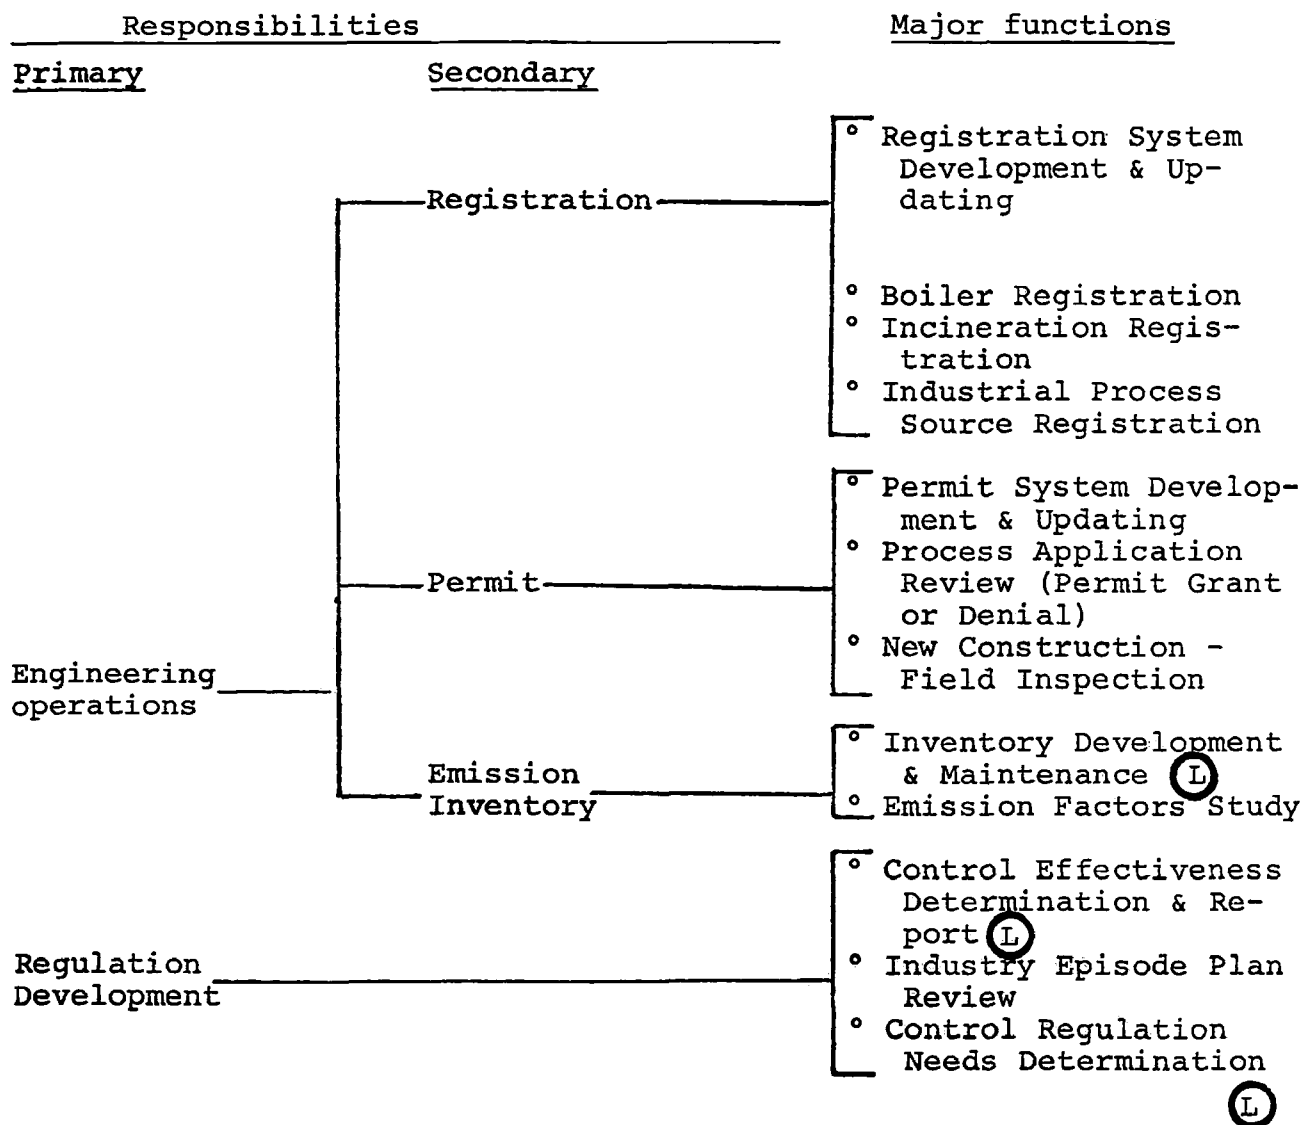 Responsibilities
Major functions
Primary
Secondary
Registration
° Registration System
Development & Up-
dating
° Boiler Registration
° Incineration Regis-
tration
° Industrial Process
Source Registration
Permit
° Permit System Develop-
ment & Updating
° Process Application
Review (Permit Grant
or Denial)
° New Construction -
Field Inspection
Engineering
operations
Emission
Inventory
° Inventory Development
& Maintenance L
° Emission Factors Study
Regulation
Development
° Control Effectiveness
Determination & Re-
port L
° Industry Episode Plan
Review
° Control Regulation
Needs Determination
L